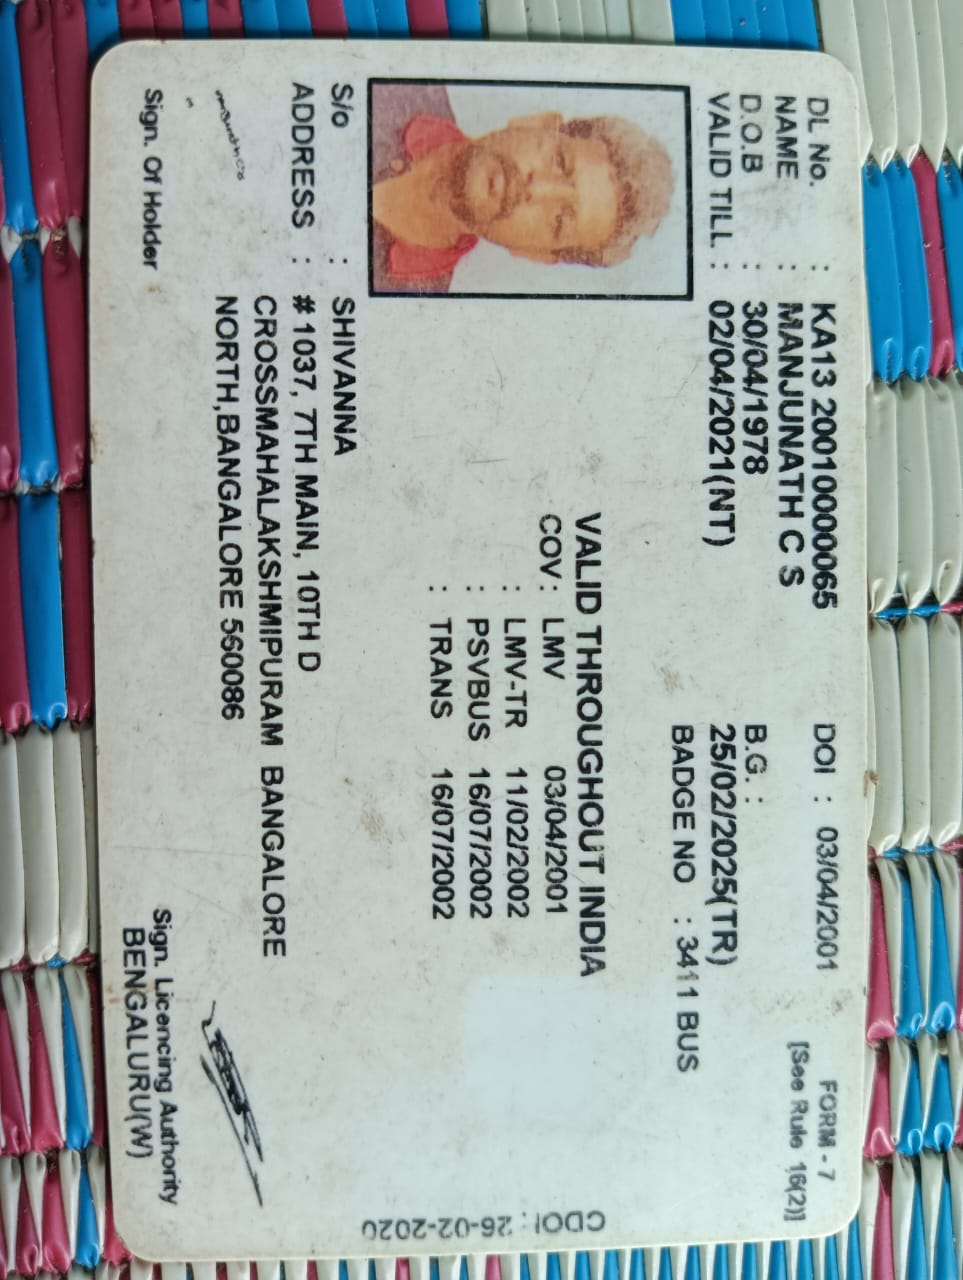 FORM - 7
[See Rule 16(2)]
DL No. : KA13 20010000065 DOI : 03/04/2001
NAME : MANJUNATH C S
D.O.B : 30/04/1978 B.G. :
VALID TILL : 02/04/2021(NT) 25/02/2025(TR)
BADGE NO : 3411 BUS
VALID THROUGHOUT INDIA
COV : LMV 03/04/2001
: LMV-TR 11/02/2002
: PSVBUS 16/07/2002
: TRANS 16/07/2002
S/o : SHIVANNA
ADDRESS : # 1037, 7TH MAIN, 10TH D
CROSSMAHALAKSHMIPURAM BANGALORE
NORTH,BANGALORE 560086
Sign. Of Holder
Sign. Licencing Authority
BENGALURU(W)
CDOI : 26-02-2020